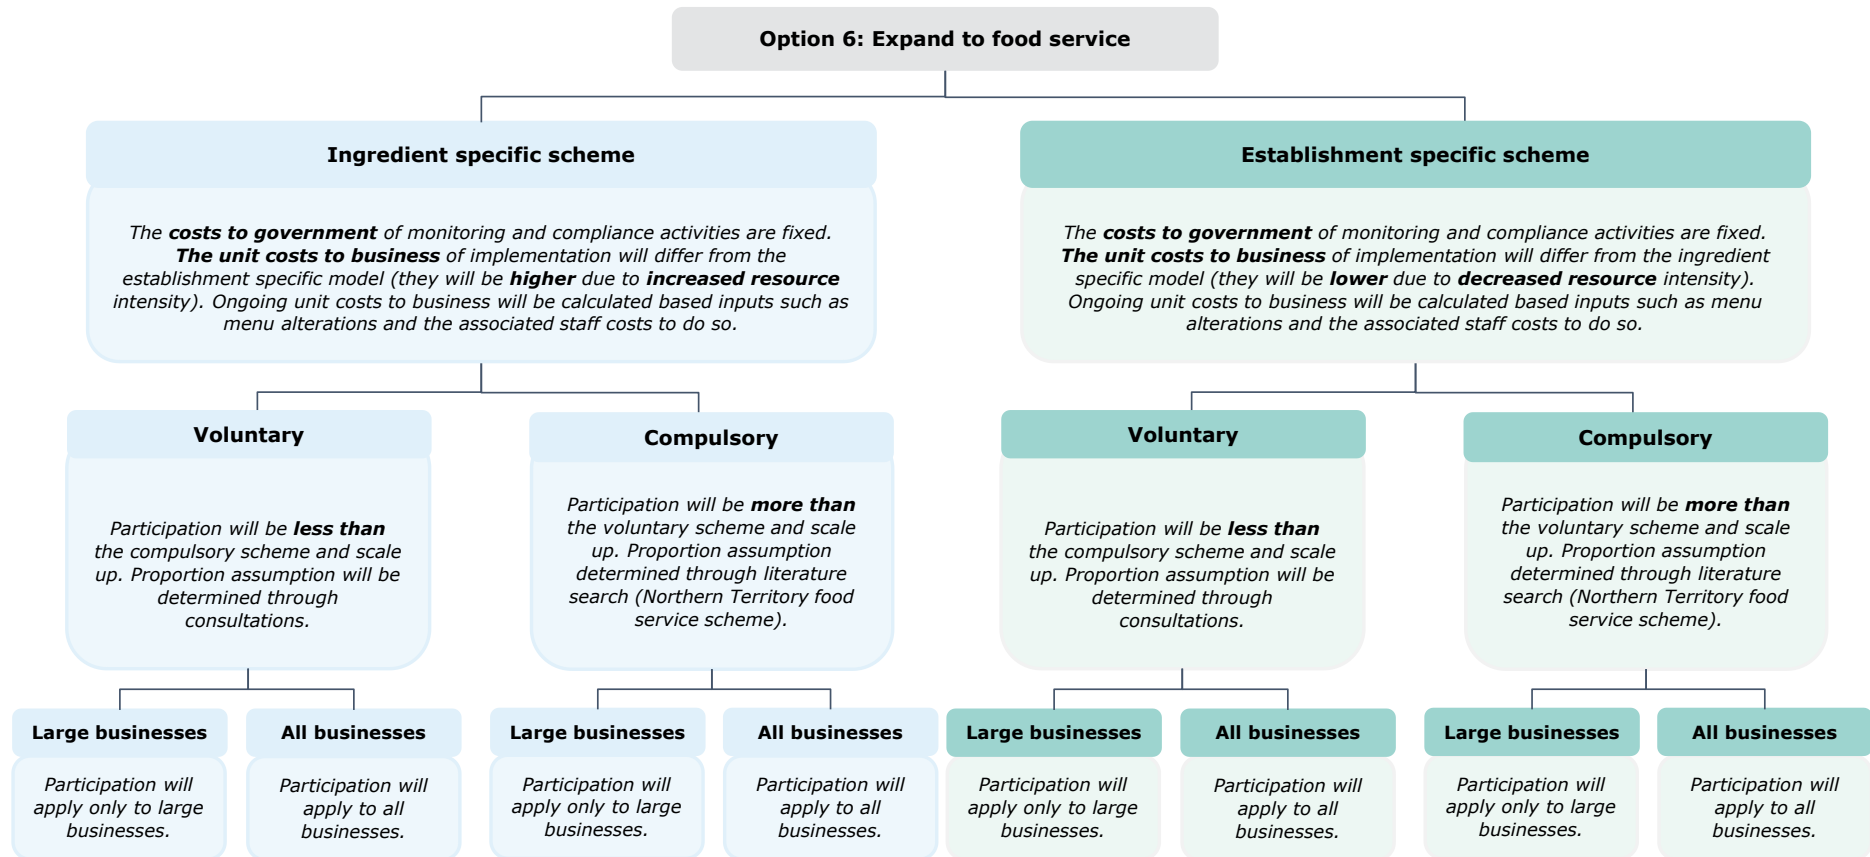 Option 6: Expand to food service
Ingredient specific scheme
The costs to government of monitoring and compliance activities are fixed.
The unit costs to business of implementation will differ from the
establishment specific model (they will be higher due to increased resource
intensity). Ongoing unit costs to business will be calculated based inputs such as
menu alterations and the associated staff costs to do so.
Establishment specific scheme
The costs to government of monitoring and compliance activities are fixed.
The unit costs to business of implementation will differ from the ingredient
specific model (they will be lower due to decreased resource intensity).
Ongoing unit costs to business will be calculated based inputs such as menu
alterations and the associated staff costs to do so.
Voluntary
Participation will be less than
the compulsory scheme and scale
up. Proportion assumption will be
determined through
consultations.
Compulsory
Participation will be more than
the voluntary scheme and scale
up. Proportion assumption
determined through literature
search (Northern Territory food
service scheme).
Voluntary
Participation will be less than
the compulsory scheme and scale
up. Proportion assumption will be
determined through
consultations.
Compulsory
Participation will be more than
the voluntary scheme and scale
up. Proportion assumption
determined through literature
search (Northern Territory food
service scheme).
Large businesses
Participation will
apply only to large
businesses.
All businesses
Participation will
apply to all
businesses.
Large businesses
Participation will
apply only to large
businesses.
All businesses
Participation will
apply to all
businesses.
Large businesses
Participation will
apply only to large
businesses.
All businesses
Participation will
apply to all
businesses.
Large businesses
Participation will
apply only to large
businesses.
All businesses
Participation will
apply to all
businesses.